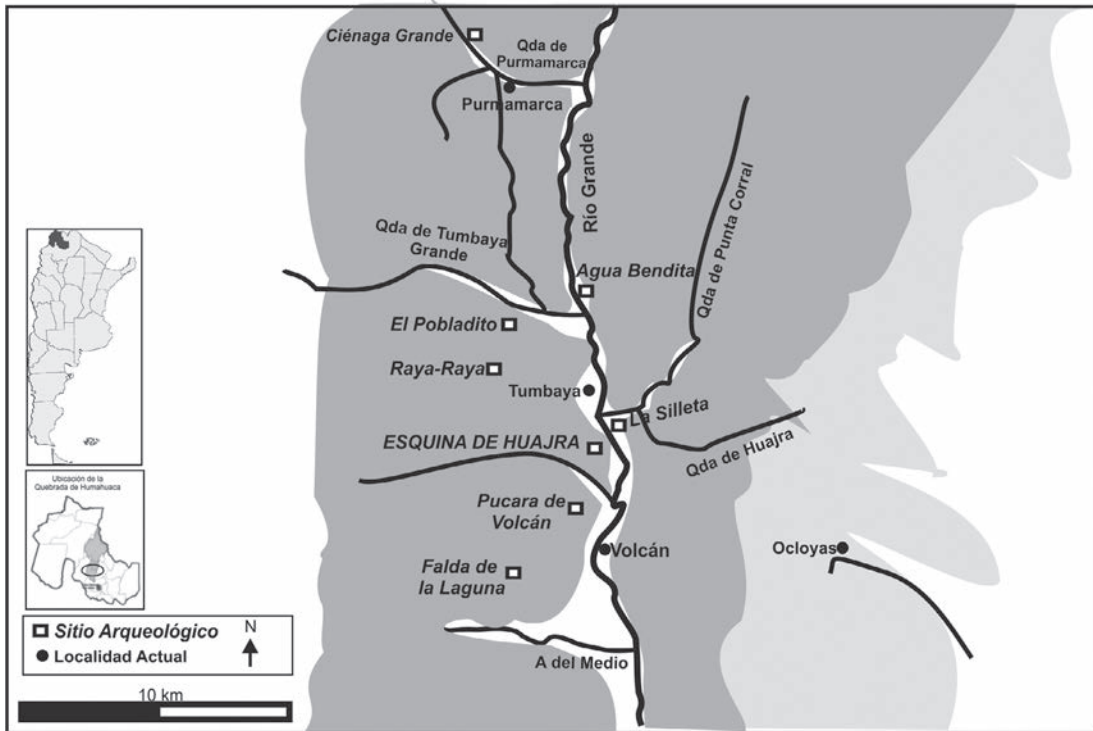 Ciénaga Grande
Qda de
Purmamarca
Purmamarca
Río Grande
Qda de Punta Corral
Qda de Tumbaya
Grande
Agua Bendita
El Pobladito
Raya-Raya
Tumbaya
La Silleta
ESQUINA DE HUAJRA
Qda de Huajra
Pucara de
Volcán
Volcán
Ocloyas
Falda de
la Laguna
A del Medio
Ubicación de la
Quebrada de Humahuaca
Sitio Arqueológico
N
Localidad Actual
10 km